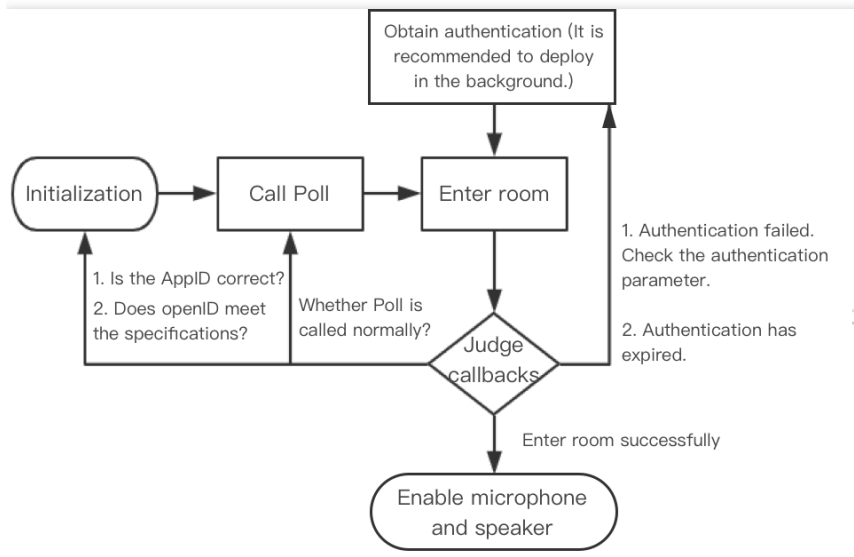 Obtain authentication (It is
recommended to deploy
in the background.)
Initialization
Call Poll
Enter room
1. Is the AppID correct?
2. Does openID meet
the specifications?
Whether Poll is
called normally?
1. Authentication failed.
Check the authentication
parameter.
2. Authentication has
expired.
Judge
callbacks
Enter room successfully
Enable microphone
and speaker